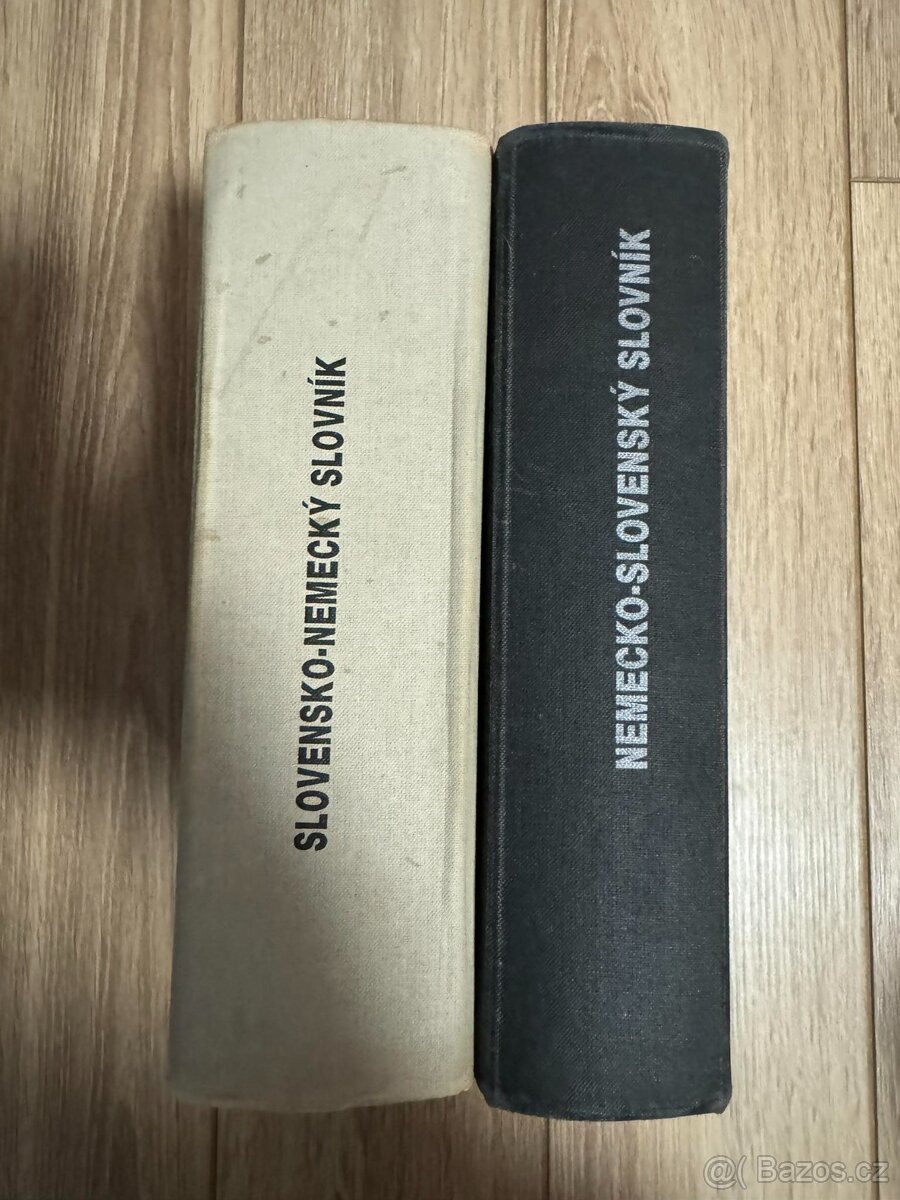 SLOVENSKO-NEMECKÝ SLOVNÍK
NEMECKO-SLOVENSKÝ SLOVNÍK
@( Bazos.cz